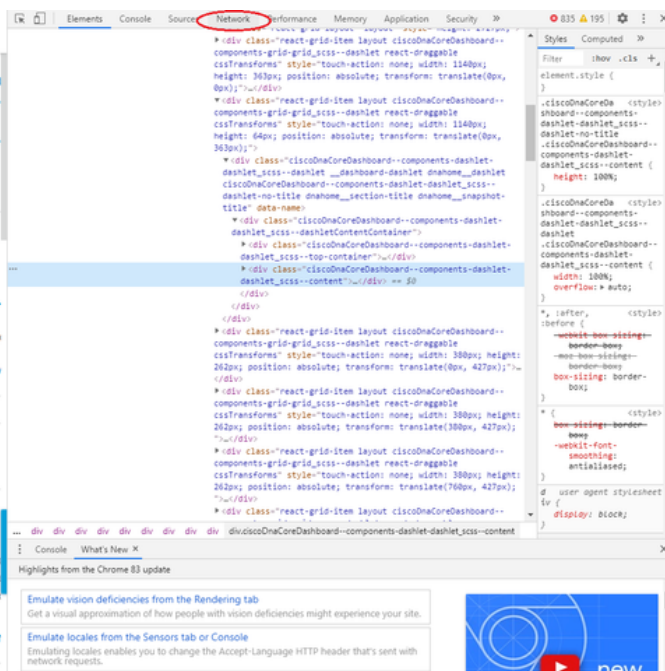 Elements Console Sources Network Performance Memory Application Security » 835 195
<div class="react-grid-item layout ciscoDnaCoreDashboard--
components-grid-grid_scss--dashlet react-draggable
cssTransforms" style="touch-action: none; width: 1140px;
height: 363px; position: absolute; transform: translate(0px,
0px);">…</div>
<div class="react-grid-item layout ciscoDnaCoreDashboard--
components-grid-grid_scss--dashlet react-draggable
cssTransforms" style="touch-action: none; width: 1140px;
height: 64px; position: absolute; transform: translate(0px,
363px);">
<div class="ciscoDnaCoreDashboard--components-dashlet-
dashlet_scss--dashlet __dashboard-dashlet dnahome__dashlet
ciscoDnaCoreDashboard--components-dashlet-dashlet_scss--
dashlet-no-title dnahome__section-title dnahome__snapshot-
title" data-name>
<div class="ciscoDnaCoreDashboard--components-dashlet-
dashlet_scss--dashletContentContainer">
<div class="ciscoDnaCoreDashboard--components-dashlet-
dashlet_scss--top-container">…</div>
<div class="ciscoDnaCoreDashboard--components-dashlet-
dashlet_scss--content">…</div> == $0
</div>
</div>
</div>
<div class="react-grid-item layout ciscoDnaCoreDashboard--
components-grid-grid_scss--dashlet react-draggable
cssTransforms" style="touch-action: none; width: 380px; height:
262px; position: absolute; transform: translate(0px, 427px);">…
</div>
<div class="react-grid-item layout ciscoDnaCoreDashboard--
components-grid-grid_scss--dashlet react-draggable
cssTransforms" style="touch-action: none; width: 380px; height:
262px; position: absolute; transform: translate(380px, 427px);
">…</div>
<div class="react-grid-item layout ciscoDnaCoreDashboard--
components-grid-grid_scss--dashlet react-draggable
cssTransforms" style="touch-action: none; width: 380px; height:
262px; position: absolute; transform: translate(760px, 427px);
">…</div>
<div class="react-grid-item layout ciscoDnaCoreDashboard--
... div div div div div div div div div.ciscoDnaCoreDashboard--components-dashlet-dashlet_scss--content
Styles Computed »
Filter :hov .cls +
element.style {
}
.ciscoDnaCoreDa <style>
shboard--components-
dashlet-dashlet_scss--
dashlet-no-title
.ciscoDnaCoreDashboard--
components-dashlet-
dashlet_scss--content {
height: 100%;
}
.ciscoDnaCoreDa <style>
shboard--components-
dashlet-dashlet_scss--
dashlet
.ciscoDnaCoreDashboard--
components-dashlet-
dashlet_scss--content {
width: 100%;
overflow: auto;
}
*, :after, <style>
:before {
-webkit-box-sizing:
border-box;
-moz-box-sizing:
border-box;
box-sizing: border-
box;
}
* { <style>
box-sizing: border-
box;
-webkit-font-
smoothing:
antialiased;
}
d user agent stylesheet
iv {
display: block;
}
Console What's New ×
Highlights from the Chrome 83 update
Emulate vision deficiencies from the Rendering tab
Get a visual approximation of how people with vision deficiencies might experience your site.
Emulate locales from the Sensors tab or Console
Emulating locales enables you to change the Accept-Language HTTP header that's sent with
network requests.
new